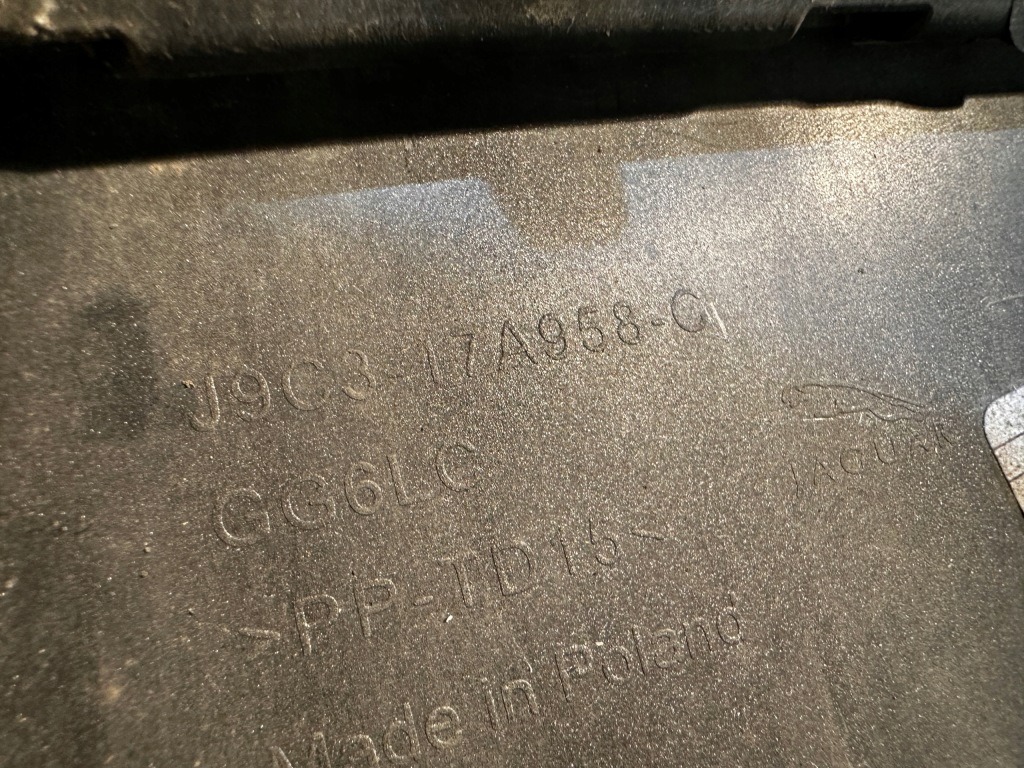 J9C3-17A958-C
JAGUAR
GG6LC
>PP-TD15<
Made in Poland